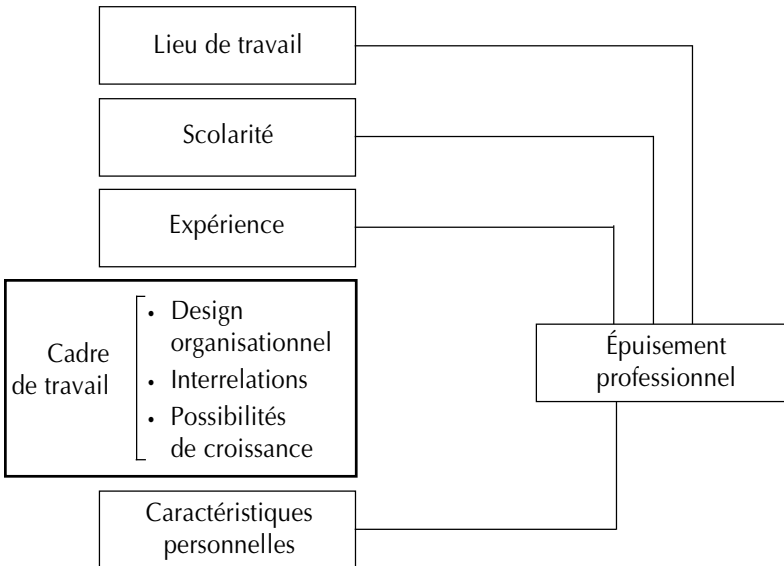 Lieu de travail
Scolarité
Expérience
Cadre
de travail
• Design
organisationnel
• Interrelations
• Possibilités
de croissance
Caractéristiques
personnelles
Épuisement
professionnel